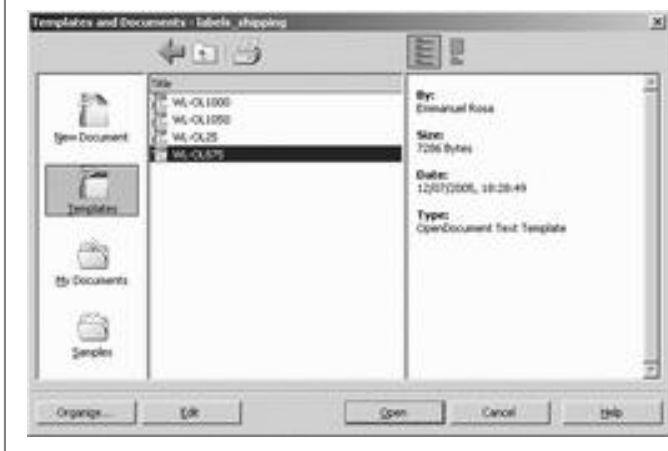 Templates and Documents - labels_shipping
Title
WL-OL1000
WL-OL1050
WL-OL25
WL-OL575
New Document
Templates
My Documents
Samples
By:
Emmanuel Rosa
Size:
7286 Bytes
Date:
12/07/2005, 18:28:49
Type:
OpenDocument Text Template
Organize...
Edit
Open
Cancel
Help